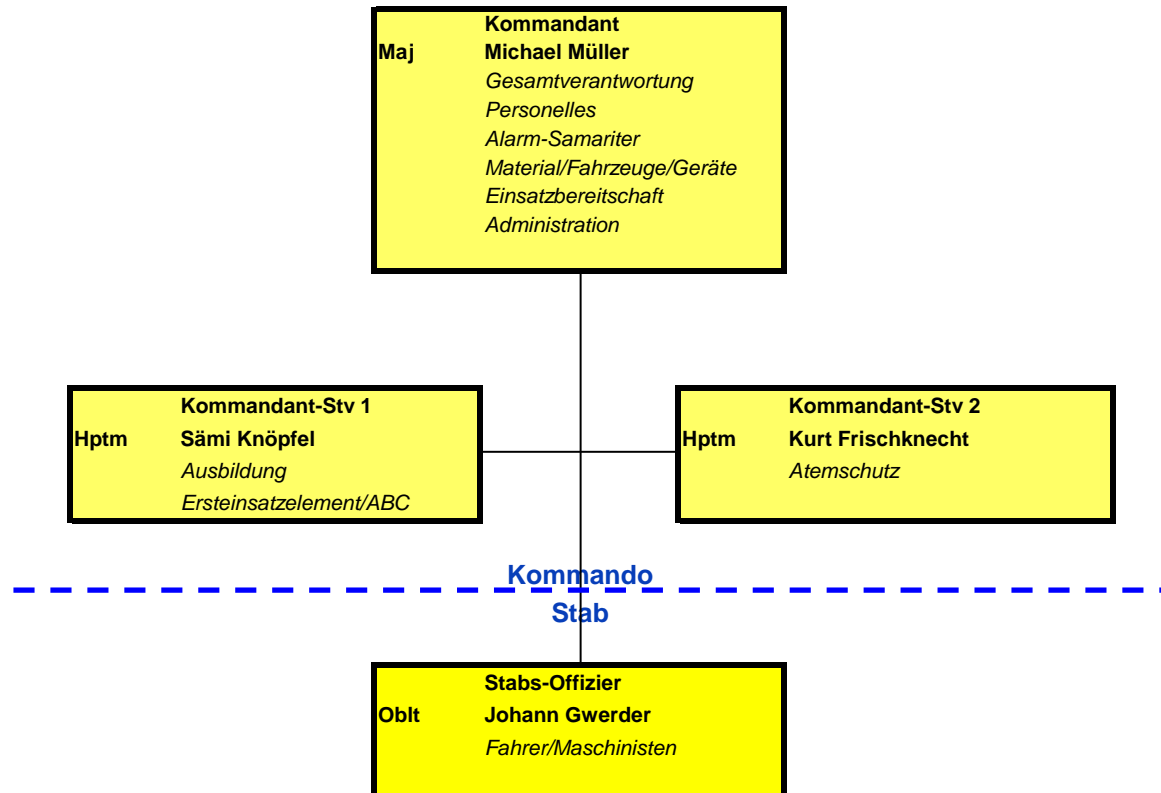 Kommandant
Maj Michael Müller
Gesamtverantwortung
Personelles
Alarm-Samariter
Material/Fahrzeuge/Geräte
Einsatzbereitschaft
Administration
Kommandant-Stv 1
Hptm Sämi Knöpfel
Ausbildung
Ersteinsatzelement/ABC
Kommandant-Stv 2
Hptm Kurt Frischknecht
Atemschutz
Kommando
Stab
Stabs-Offizier
Oblt Johann Gwerder
Fahrer/Maschinisten